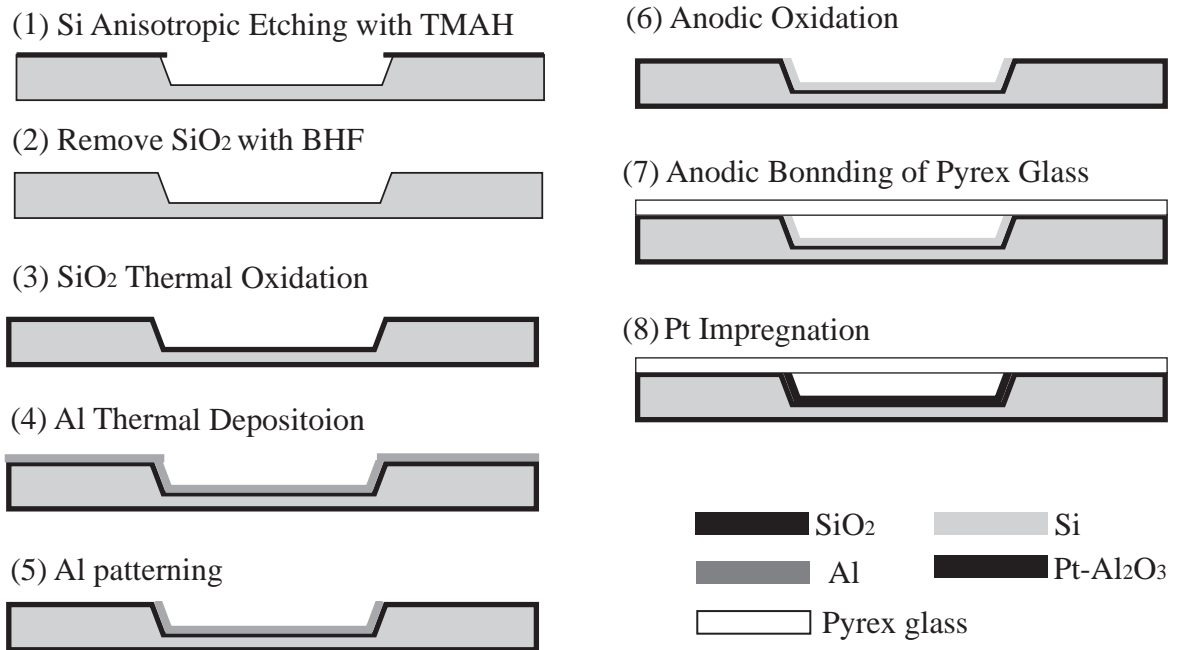 (1) Si Anisotropic Etching with TMAH
(2) Remove SiO2 with BHF
(3) SiO2 Thermal Oxidation
(4) Al Thermal Depositoion
(5) Al patterning
(6) Anodic Oxidation
(7) Anodic Bonnding of Pyrex Glass
(8) Pt Impregnation
SiO2 Si
Al Pt-Al2O3
Pyrex glass